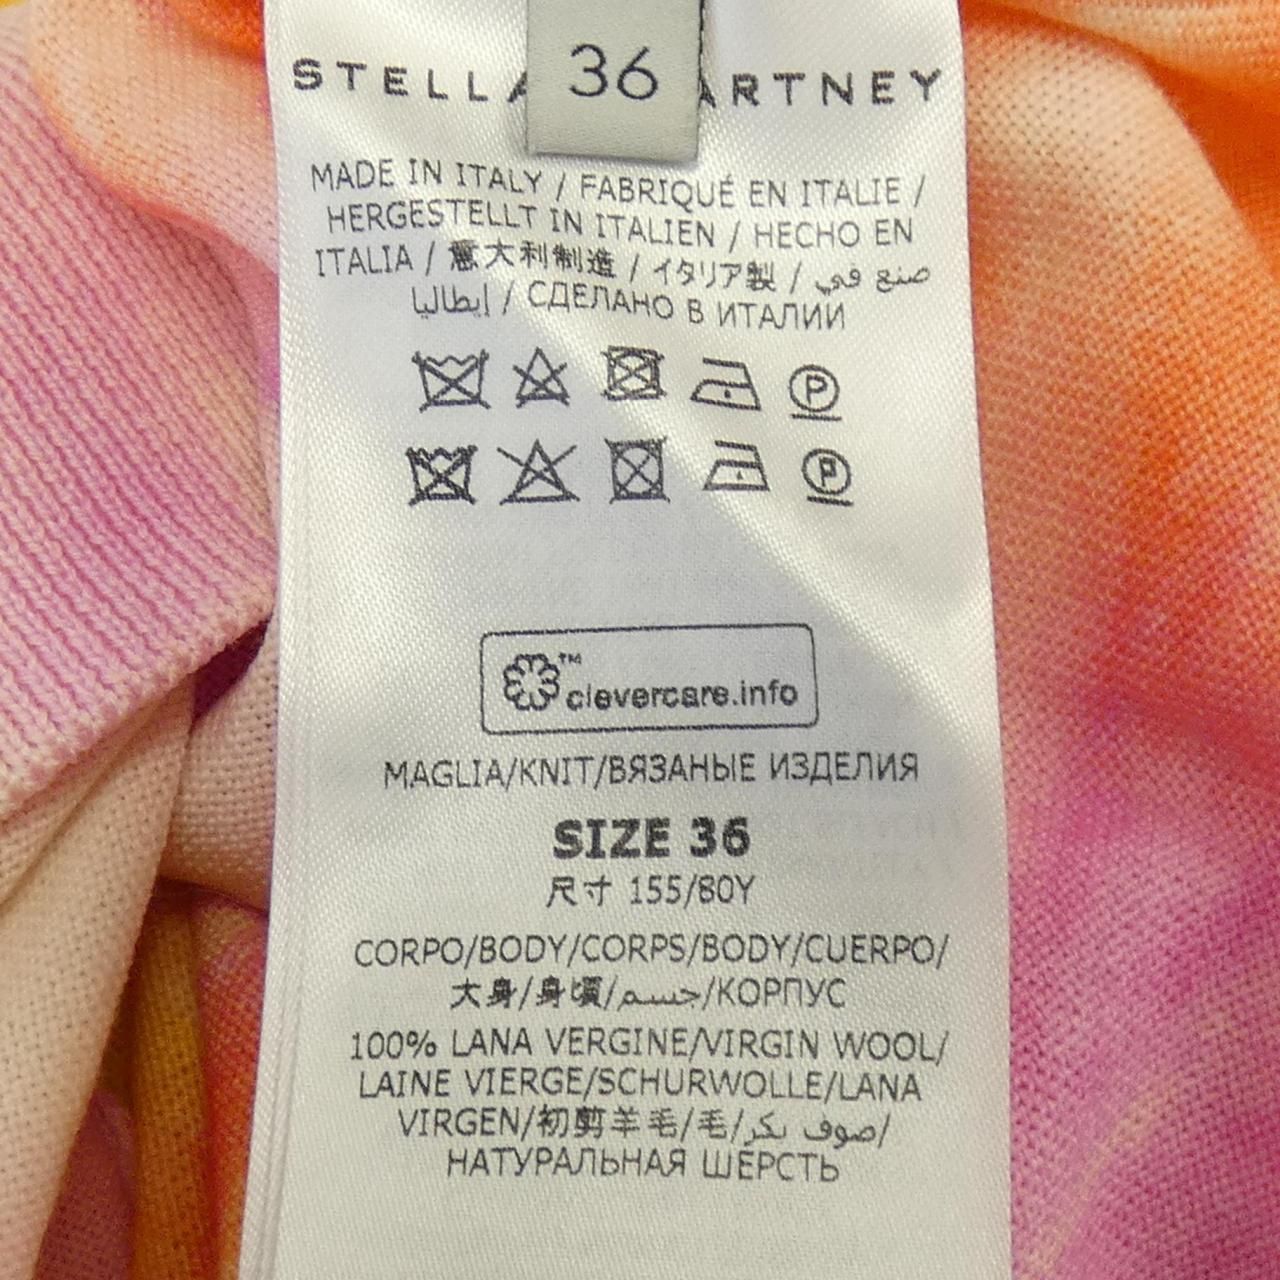 36
STELLA ARTNEY
MADE IN ITALY / FABRIQUÉ EN ITALIE /
HERGESTELLT IN ITALIEN / HECHO EN
ITALIA / 意大利制造 / イタリア製 / صنع في
إيطاليا / СДЕЛАНО В ИТАЛИИ
P
P
™
clevercare.info
MAGLIA/KNIT/ВЯЗАНЫЕ ИЗДЕЛИЯ
SIZE 36
尺寸 155/80Y
CORPO/BODY/CORPS/BODY/CUERPO/
大身/身頃/جسم/КОРПУС
100% LANA VERGINE/VIRGIN WOOL/
LAINE VIERGE/SCHURWOLLE/LANA
VIRGEN/初剪羊毛/毛/صوف بكر/
НАТУРАЛЬНАЯ ШЕРСТЬ